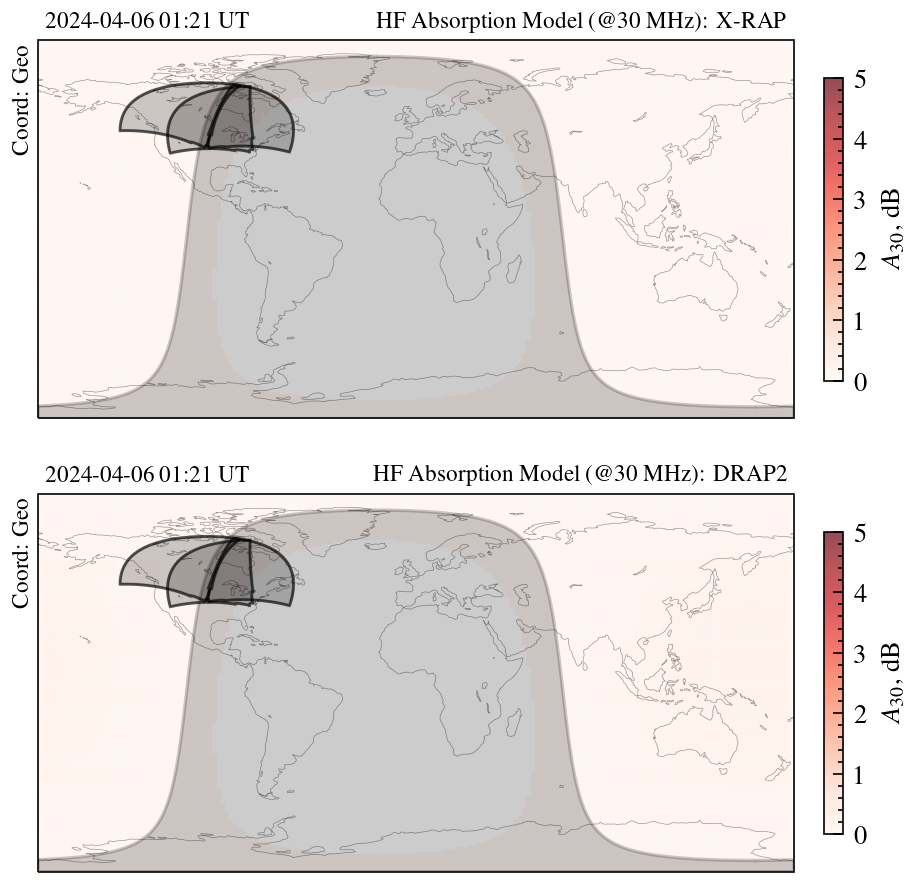 2024-04-06 01:21 UT HF Absorption Model (@30 MHz): X-RAP
Coord: Geo
5
4
3
2
1
0
A30, dB
2024-04-06 01:21 UT HF Absorption Model (@30 MHz): DRAP2
Coord: Geo
5
4
3
2
1
0
A30, dB